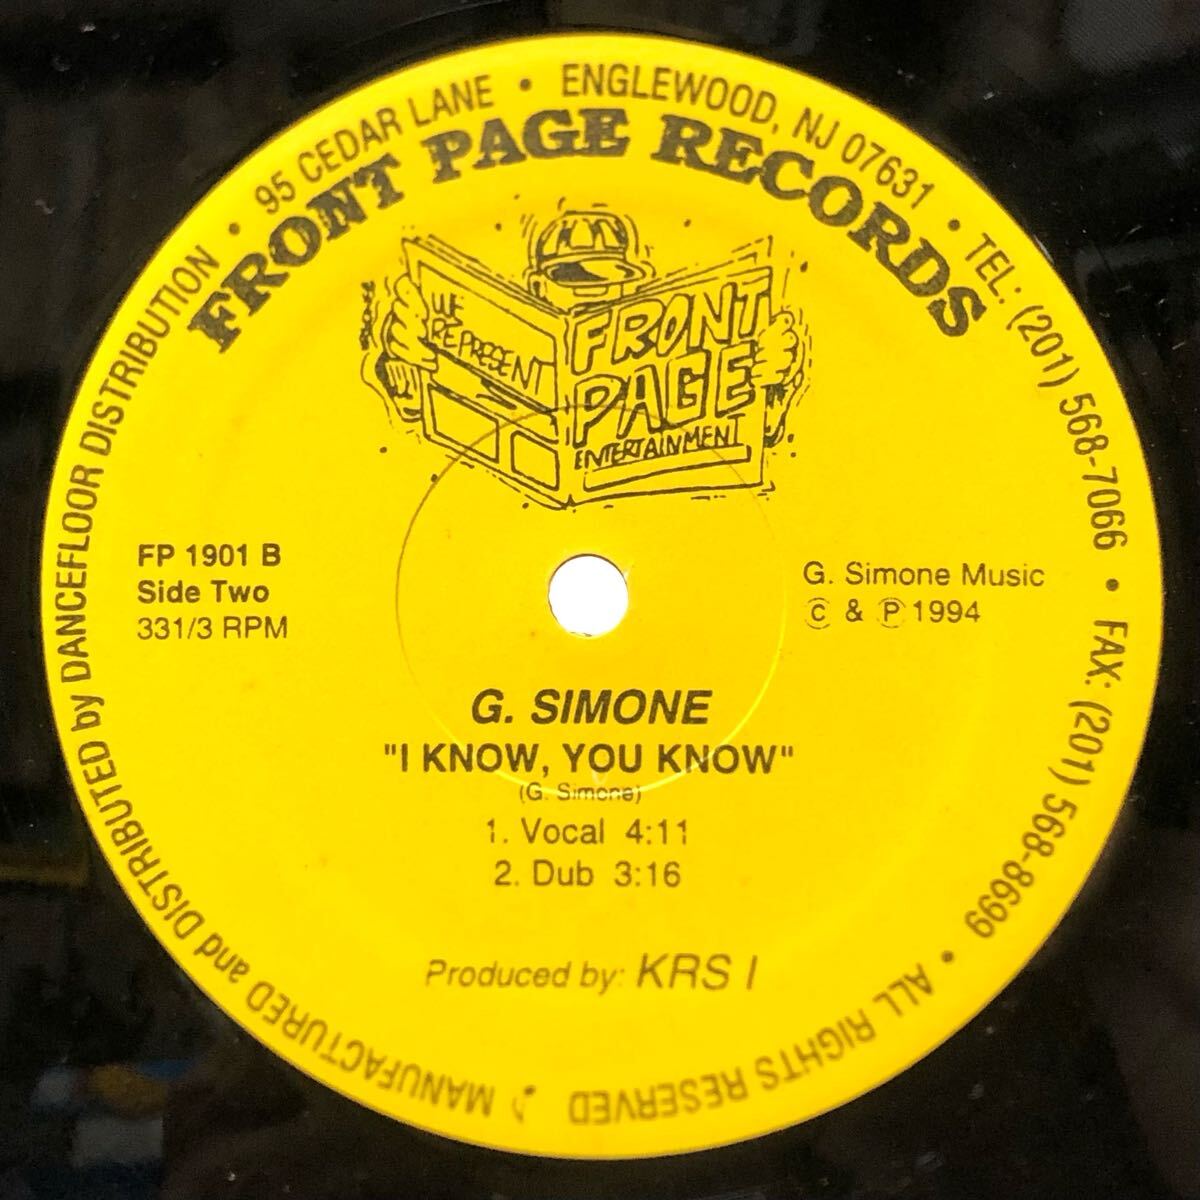 MANUFACTURED and DISTRIBUTED by DANCEFLOOR DISTRIBUTION • 95 CEDAR LANE • ENGLEWOOD, NJ 07631 • TEL: (201) 568-7066 • FAX: (201) 568-8699 • ALL RIGHTS RESERVED
FRONT PAGE RECORDS
WE
REPRESENT
FRONT
PAGE
ENTERTAINMENT
FP 1901 B
Side Two
331/3 RPM
G. Simone Music
© & ℗ 1994
G. SIMONE
"I KNOW, YOU KNOW"
(G. Simone)
1. Vocal 4:11
2. Dub 3:16
Produced by: KRS I